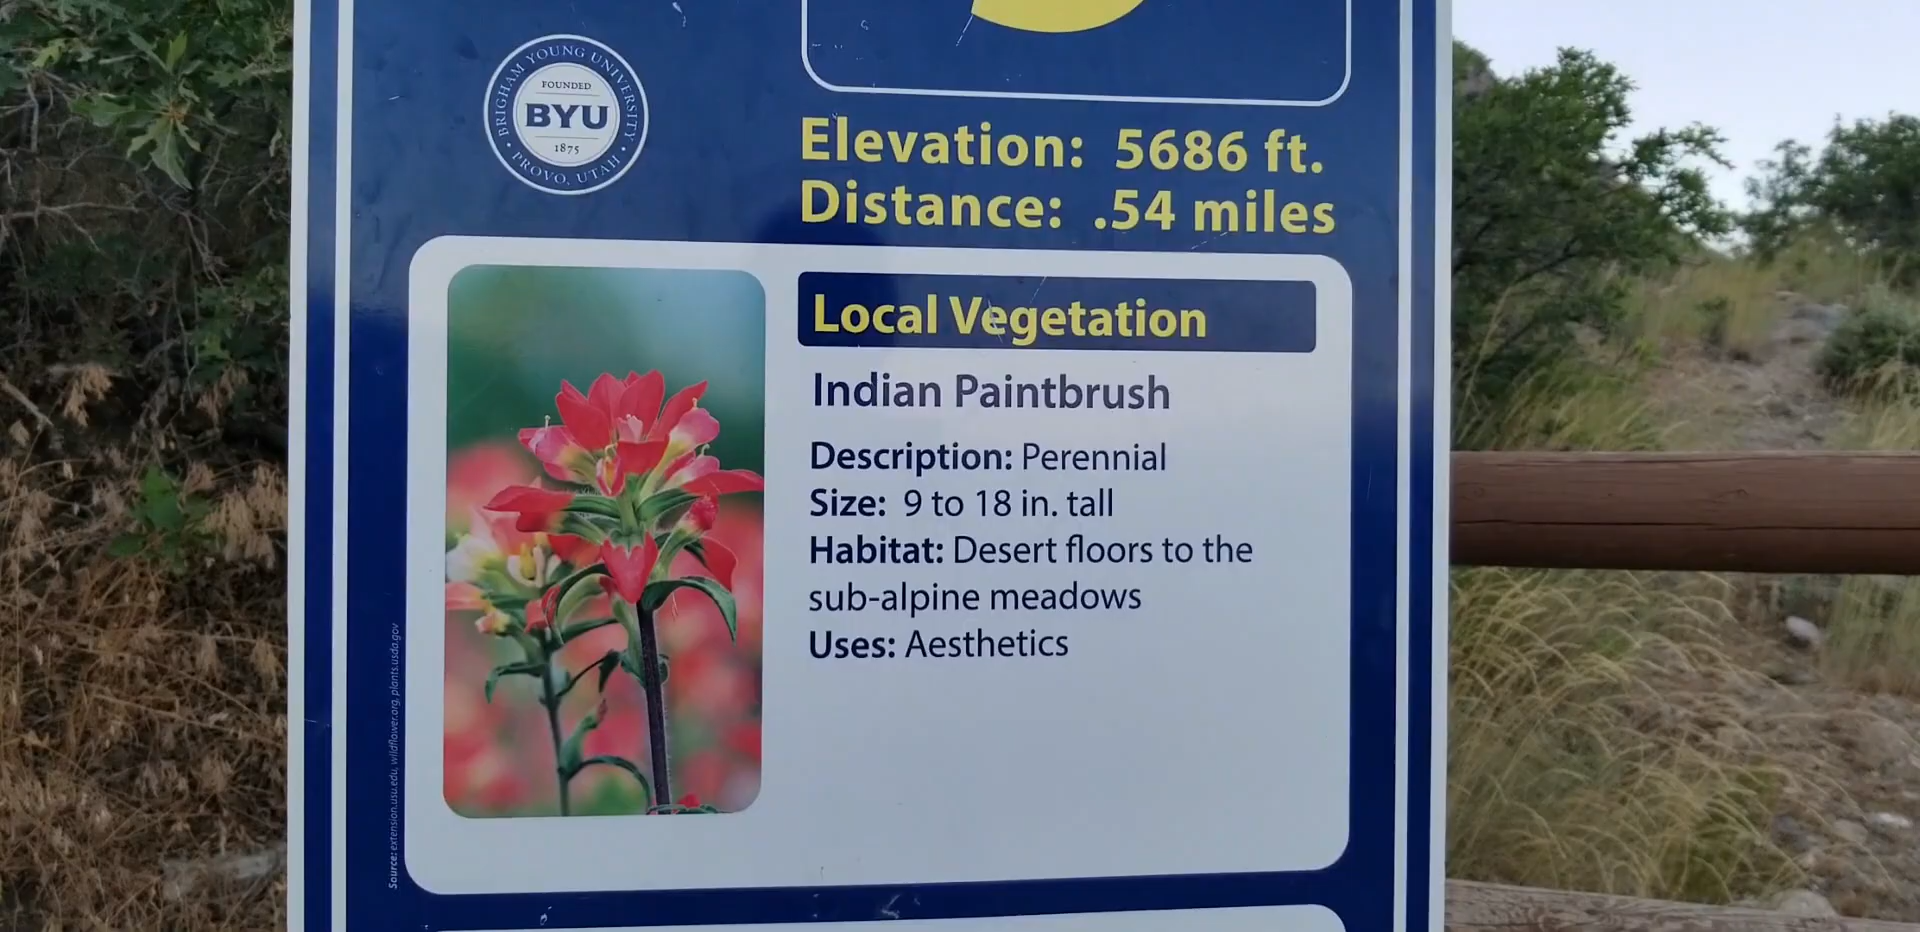 BRIGHAM YOUNG UNIVERSITY
FOUNDED
BYU
1875
PROVO, UTAH
Elevation: 5686 ft.
Distance: .54 miles
Local Vegetation
Indian Paintbrush
Description: Perennial
Size: 9 to 18 in. tall
Habitat: Desert floors to the
sub-alpine meadows
Uses: Aesthetics
Source: extension.usu.edu, wildflower.org, plants.usda.gov